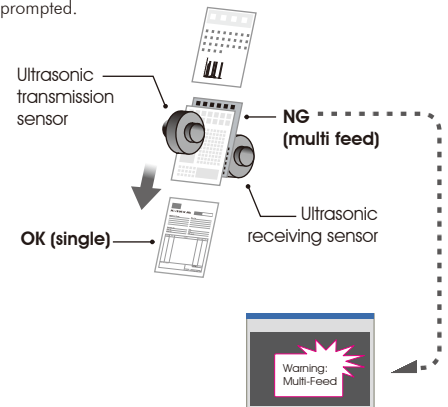 prompted.
Ultrasonic
transmission
sensor
NG
(multi feed)
Ultrasonic
receiving sensor
OK (single)
Warning:
Multi-Feed